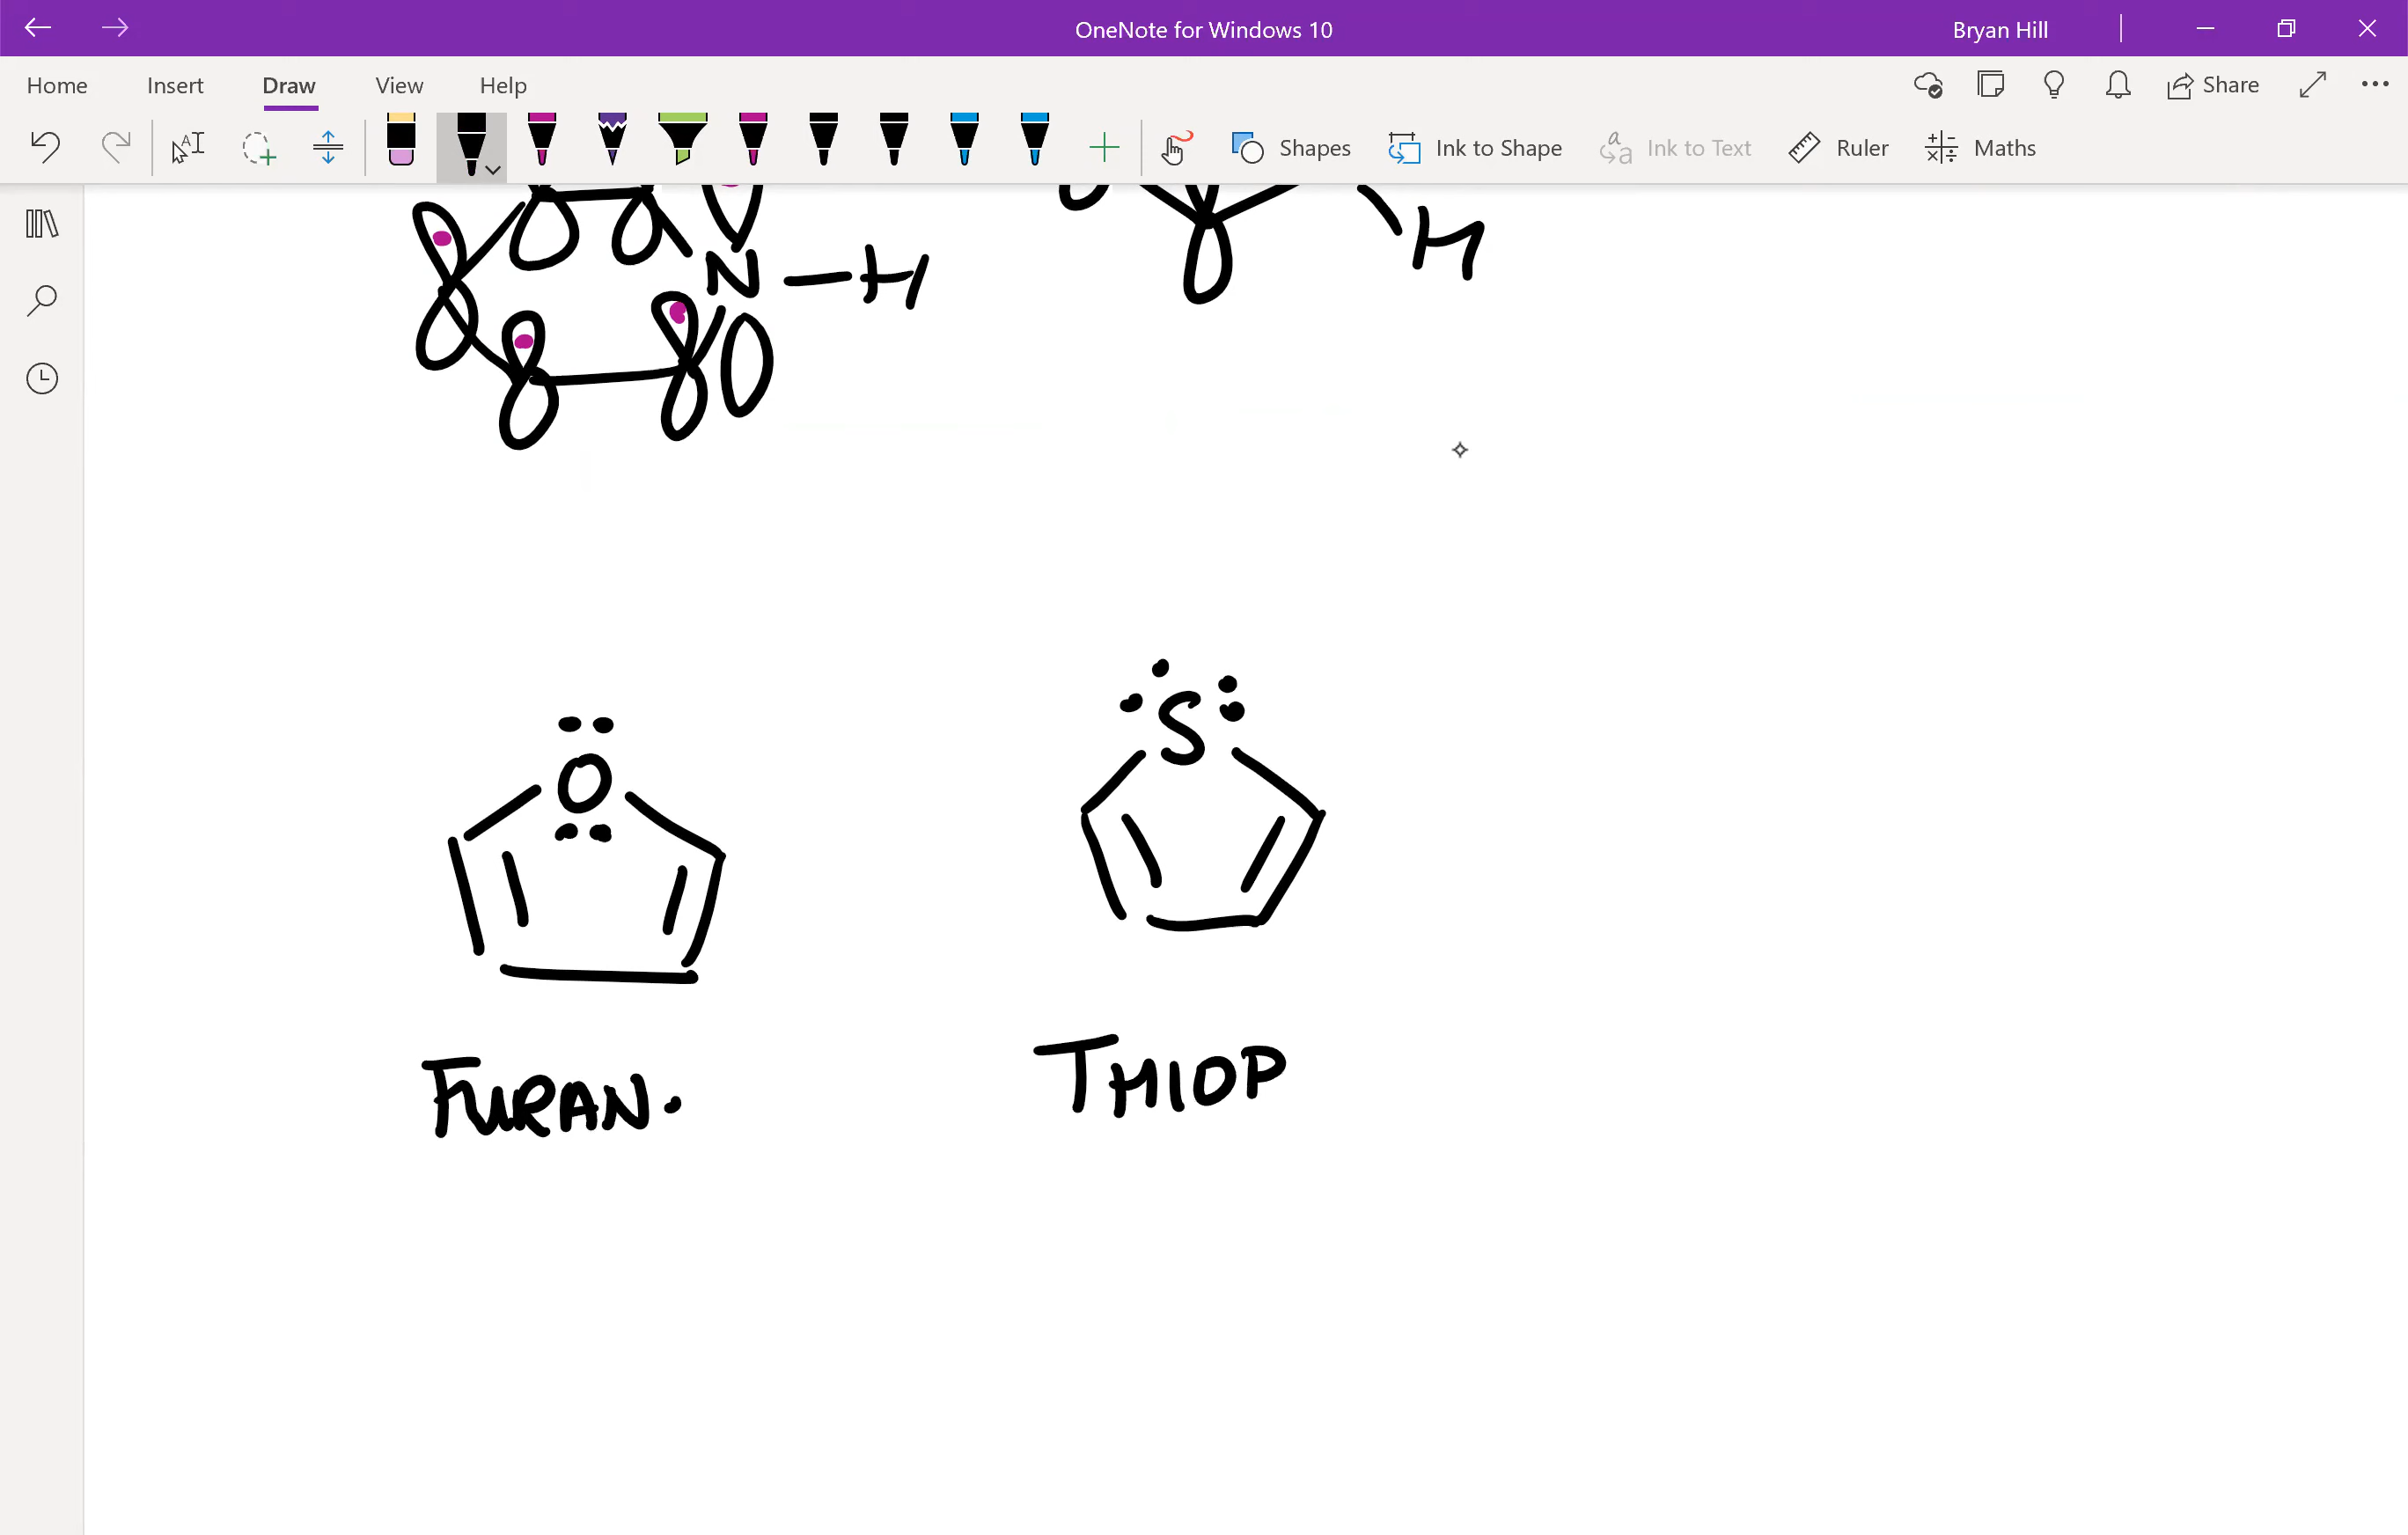 OneNote for Windows 10
Bryan Hill
Home Insert Draw View Help
Share
Shapes Ink to Shape Ink to Text Ruler Maths
N — H
H
O
S
FURAN.
THIOP